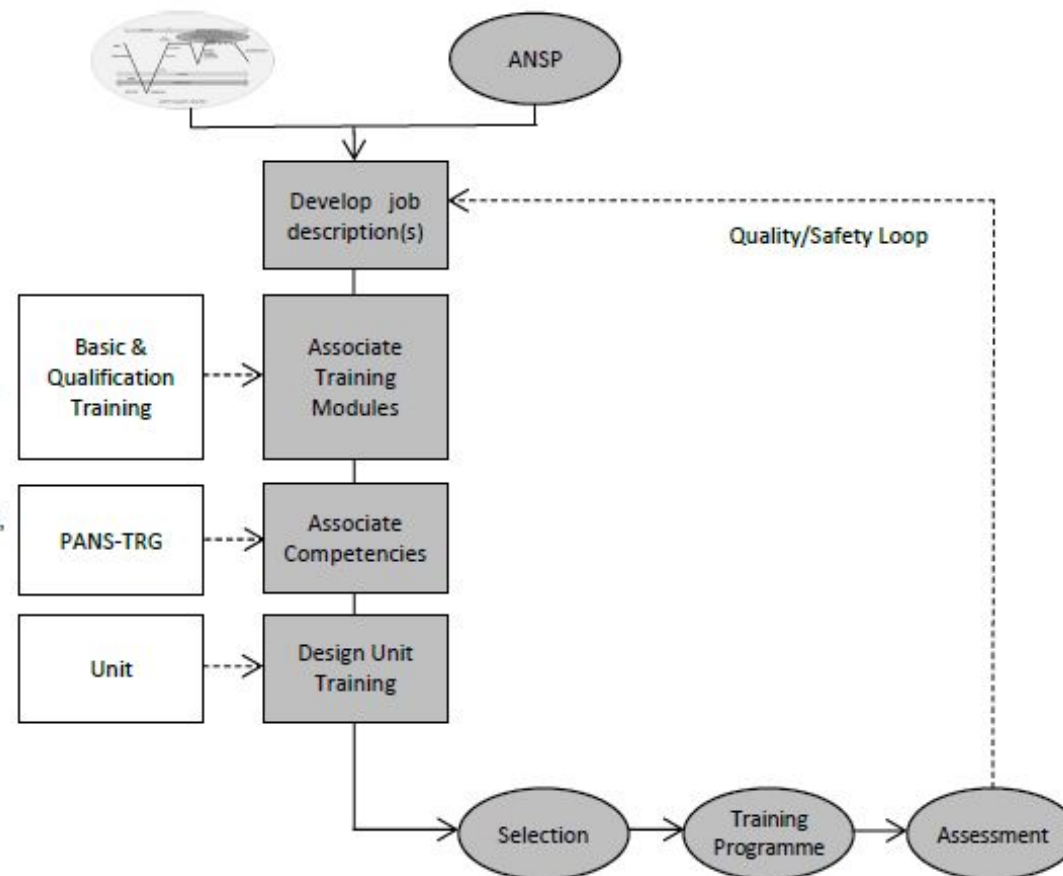 ANSP
Develop job
description(s)
Quality/Safety Loop
Basic &
Qualification
Training
Associate
Training
Modules
,
PANS-TRG
Associate
Competencies
Unit
Design Unit
Training
Selection
Training
Programme
Assessment